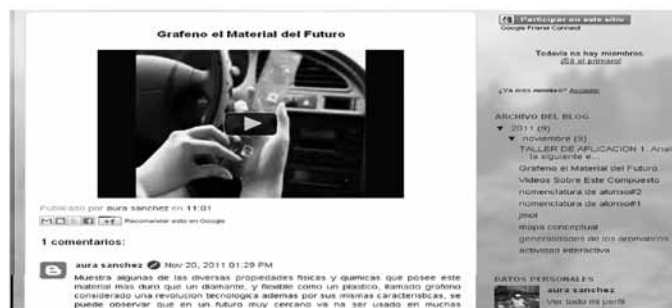 Grafeno el Material del Futuro
Publicado por aura sanchez en 11:01
Recomendar esto en Google
1 comentarios:
aura sanchez Nov 20, 2011 01:29 PM
Muestra algunas de las diversas propiedades fisicas y quimicas que posee este
material mas duro que un diamante, y flexible como un plastico, llamado grafeno
considerado una revolucion tecnologica ademas por sus mismas caracteristicas, se
puede observar que en un futuro muy cercano va ha ser usado en muchas
Participar en este sitio
Google Friend Connect
Todavía no hay miembros.
¡Sé el primero!
¿Ya eres miembro? Acceder
ARCHIVO DEL BLOG
▼ 2011 (9)
▼ noviembre (9)
TALLER DE APLICACION 1. Anali
la siguiente e...
Grafeno el Material del Futuro
Videos Sobre Este Compuesto
nomenclatura de alonso#2
nomenclatura de alonso#1
jmol
mapa conceptual
generalidades de los aromaticos
actividad interactiva
DATOS PERSONALES
aura sanchez
Ver todo mi perfil